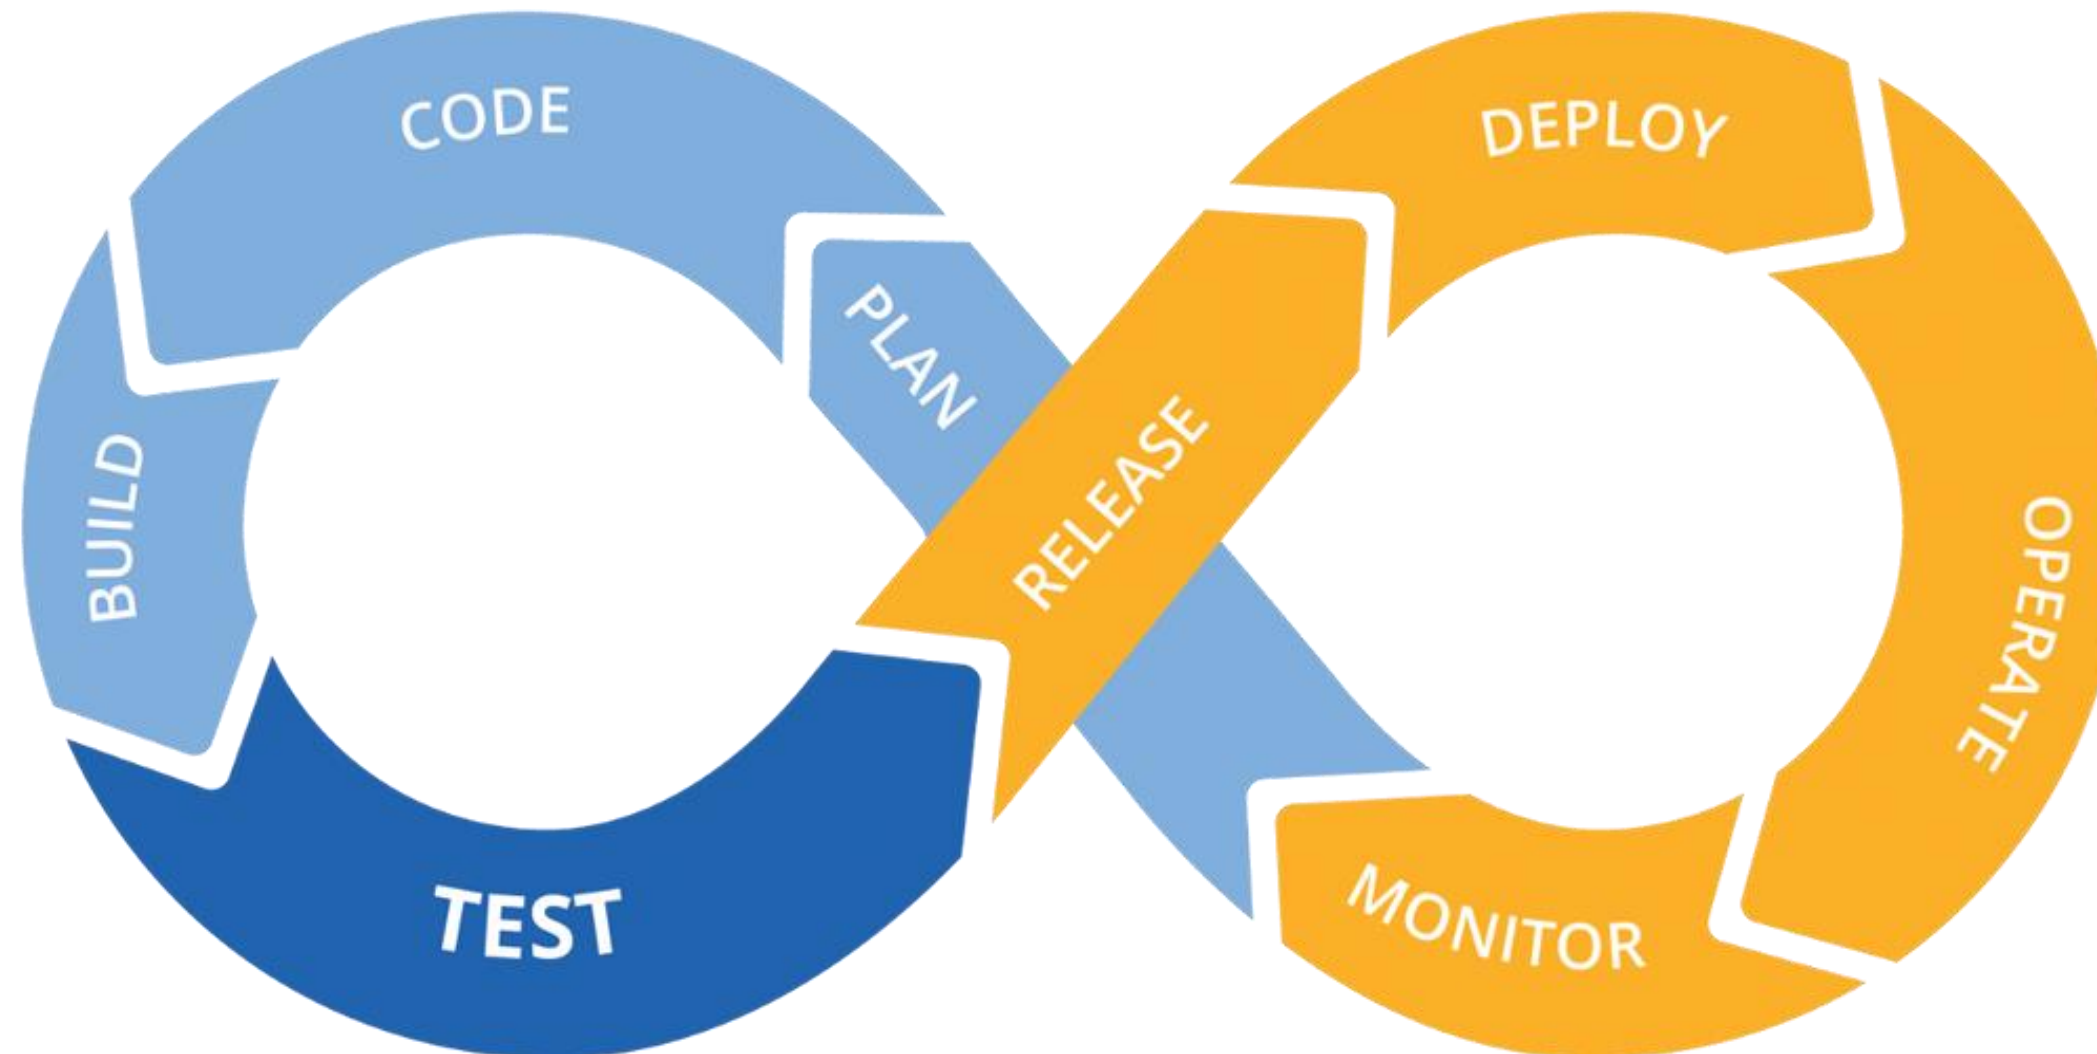 CODE
DEPLOY
PLAN
RELEASE
BUILD
OPERATE
TEST
MONITOR